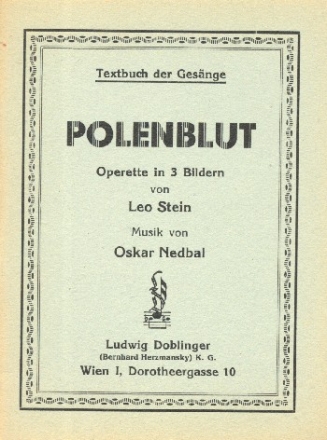 Textbuch der Gesänge
POLENBLUT
Operette in 3 Bildern
von
Leo Stein
Musik von
Oskar Nedbal
Ludwig Doblinger
(Bernhard Herzmansky) K. G.
Wien I, Dorotheergasse 10